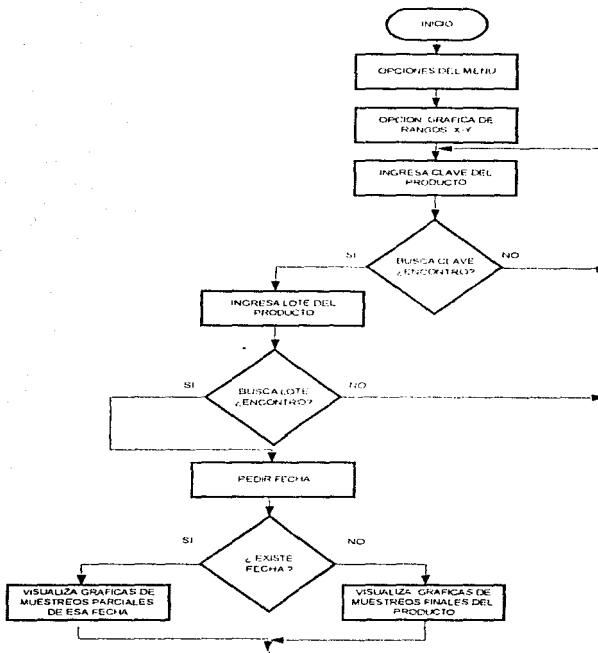 INICIO
OPCIONES DEL MENU
OPCION GRAFICA DE
RANGOS X-Y
INGRESA CLAVE DEL
PRODUCTO
SI
BUSCA CLAVE
¿ENCONTRO?
NO
INGRESA LOTE DEL
PRODUCTO
SI
BUSCA LOTE
¿ENCONTRO?
NO
PEDIR FECHA
SI
¿ EXISTE
FECHA ?
NO
VISUALIZA GRAFICAS DE
MUESTREOS PARCIALES
DE ESA FECHA
VISUALIZA GRAFICAS DE
MUESTREOS FINALES DEL
PRODUCTO